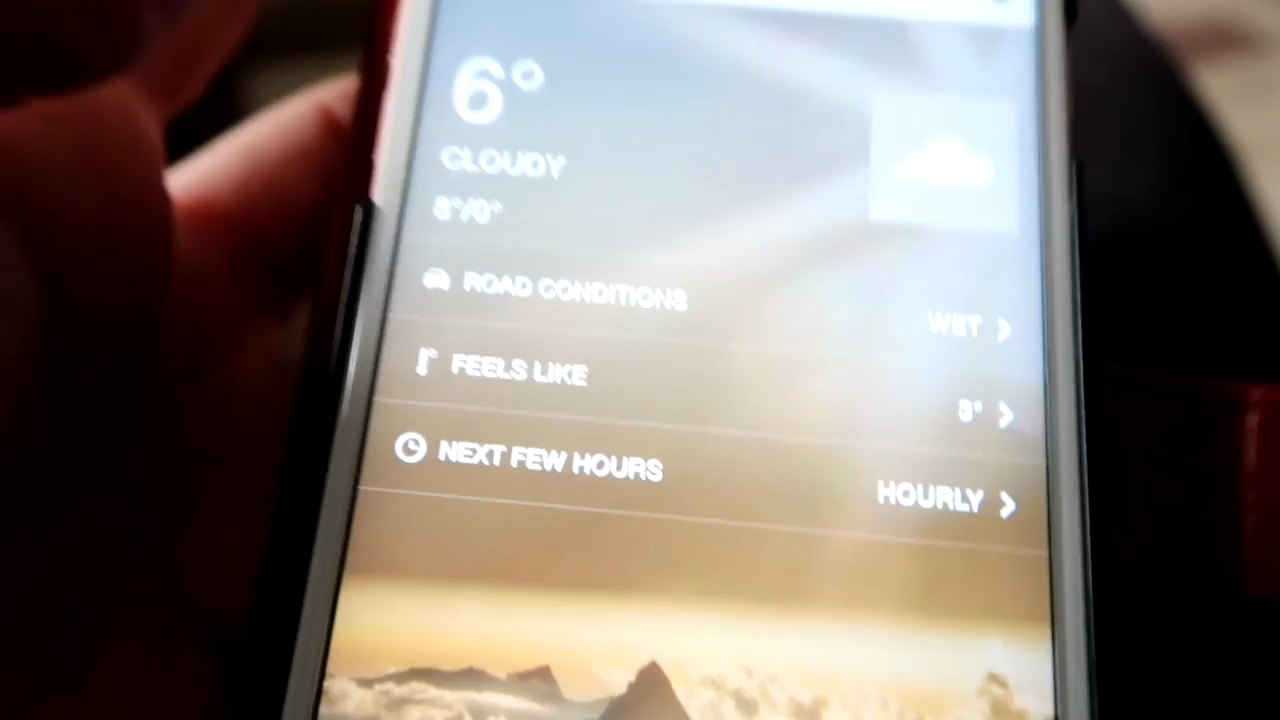 6°
CLOUDY
8°/0°
ROAD CONDITIONS
WET
FEELS LIKE
3°
NEXT FEW HOURS
HOURLY